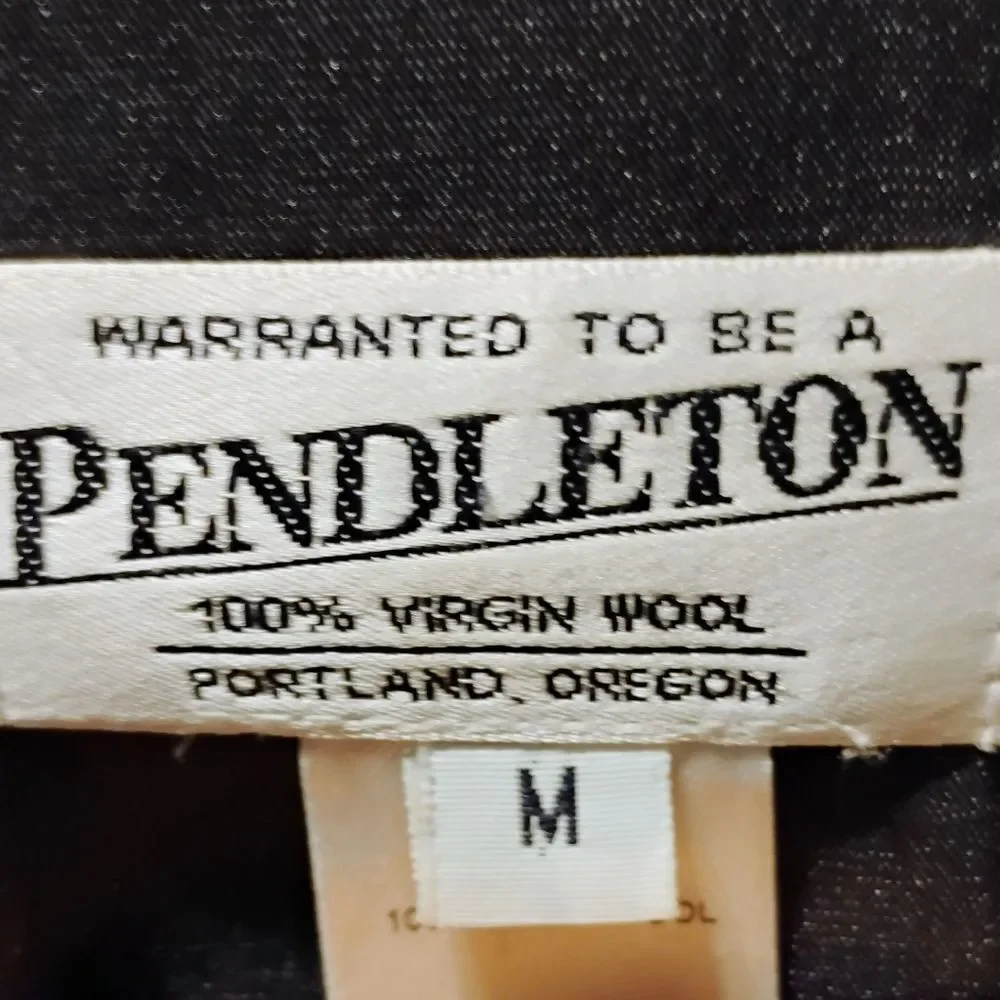 WARRANTED TO BE A
PENDLETON
100% VIRGIN WOOL
PORTLAND, OREGON
M